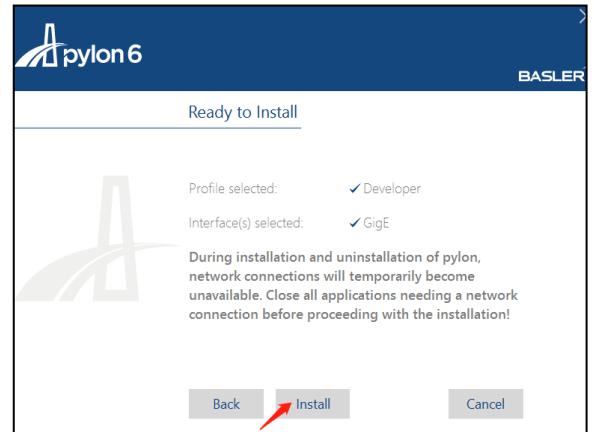 pylon 6
BASLER
Ready to Install
Profile selected: ✓ Developer
Interface(s) selected: ✓ GigE
During installation and uninstallation of pylon,
network connections will temporarily become
unavailable. Close all applications needing a network
connection before proceeding with the installation!
Back Install Cancel